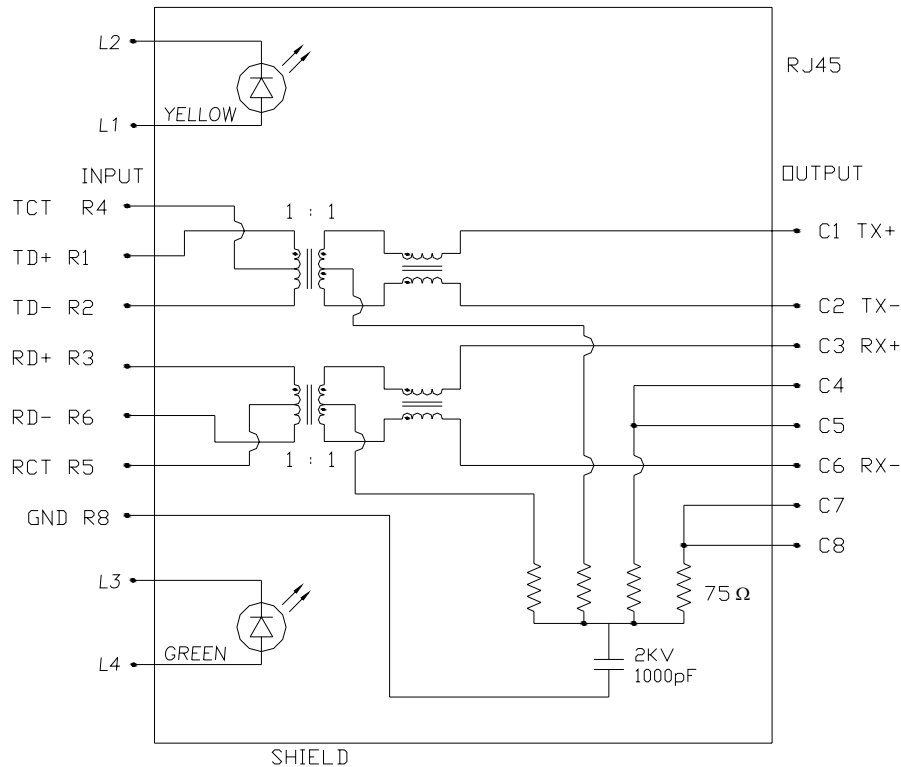 L2
RJ45
YELLOW
L1
INPUT
OUTPUT
TCT R4
1 : 1
C1 TX+
TD+ R1
TD- R2
C2 TX-
C3 RX+
RD+ R3
C4
RD- R6
C5
1 : 1
RCT R5
C6 RX-
C7
GND R8
C8
L3
75Ω
GREEN
L4
2KV
1000pF
SHIELD